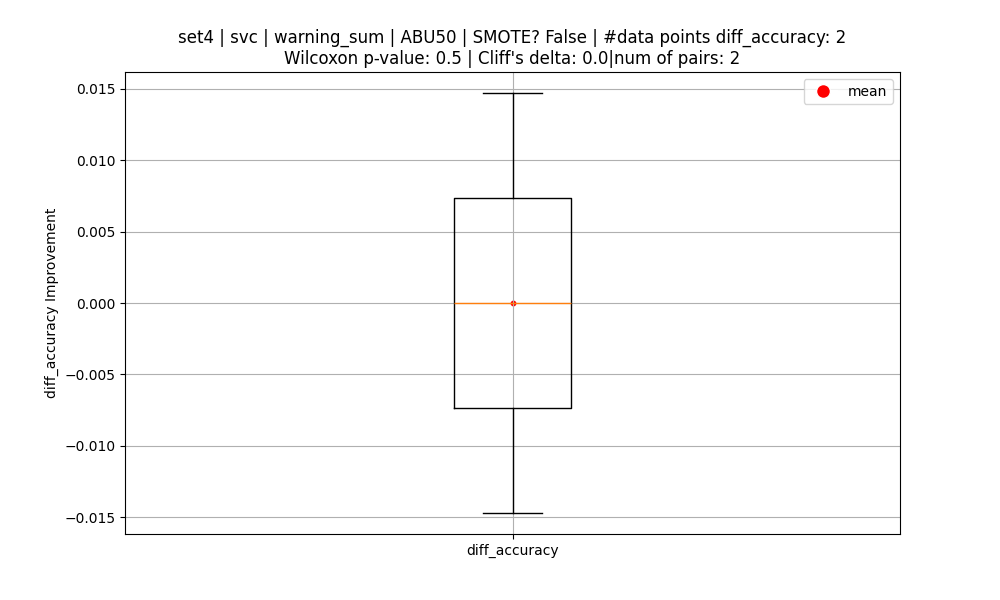 set4 | svc | warning_sum | ABU50 | SMOTE? False | #data points diff_accuracy: 2
Wilcoxon p-value: 0.5 | Cliff's delta: 0.0|num of pairs: 2
mean
0.015
0.010
0.005
0.000
−0.005
−0.010
−0.015
diff_accuracy Improvement
diff_accuracy